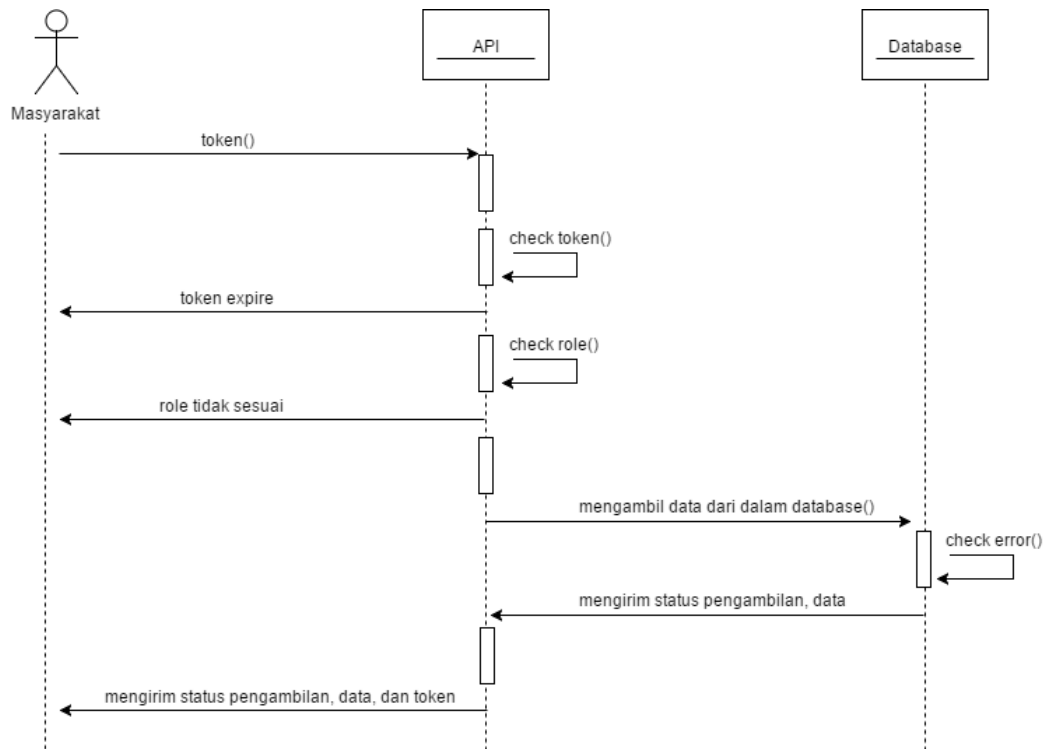 API
Database
Masyarakat
token()
check token()
token expire
check role()
role tidak sesuai
mengambil data dari dalam database()
check error()
mengirim status pengambilan, data
mengirim status pengambilan, data, dan token